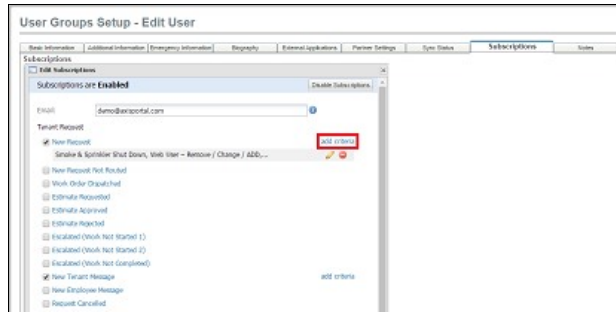 User Groups Setup - Edit User
Basic Information Additional Information Emergency Information Biography External Applications Partner Settings Sync Status Subscriptions Notes
Subscriptions
Edit Subscriptions
Subscriptions are Enabled Disable Subscriptions
Email: demo@axisportal.com
Tenant Request
New Request add criteria
Smoke & Sprinkler Shut Down, Web User – Remove / Change / ADD,...
New Request Not Routed
Work Order Dispatched
Estimate Requested
Estimate Approved
Estimate Rejected
Escalated (Work Not Started 1)
Escalated (Work Not Started 2)
Escalated (Work Not Completed)
New Tenant Message add criteria
New Employee Message
Request Cancelled